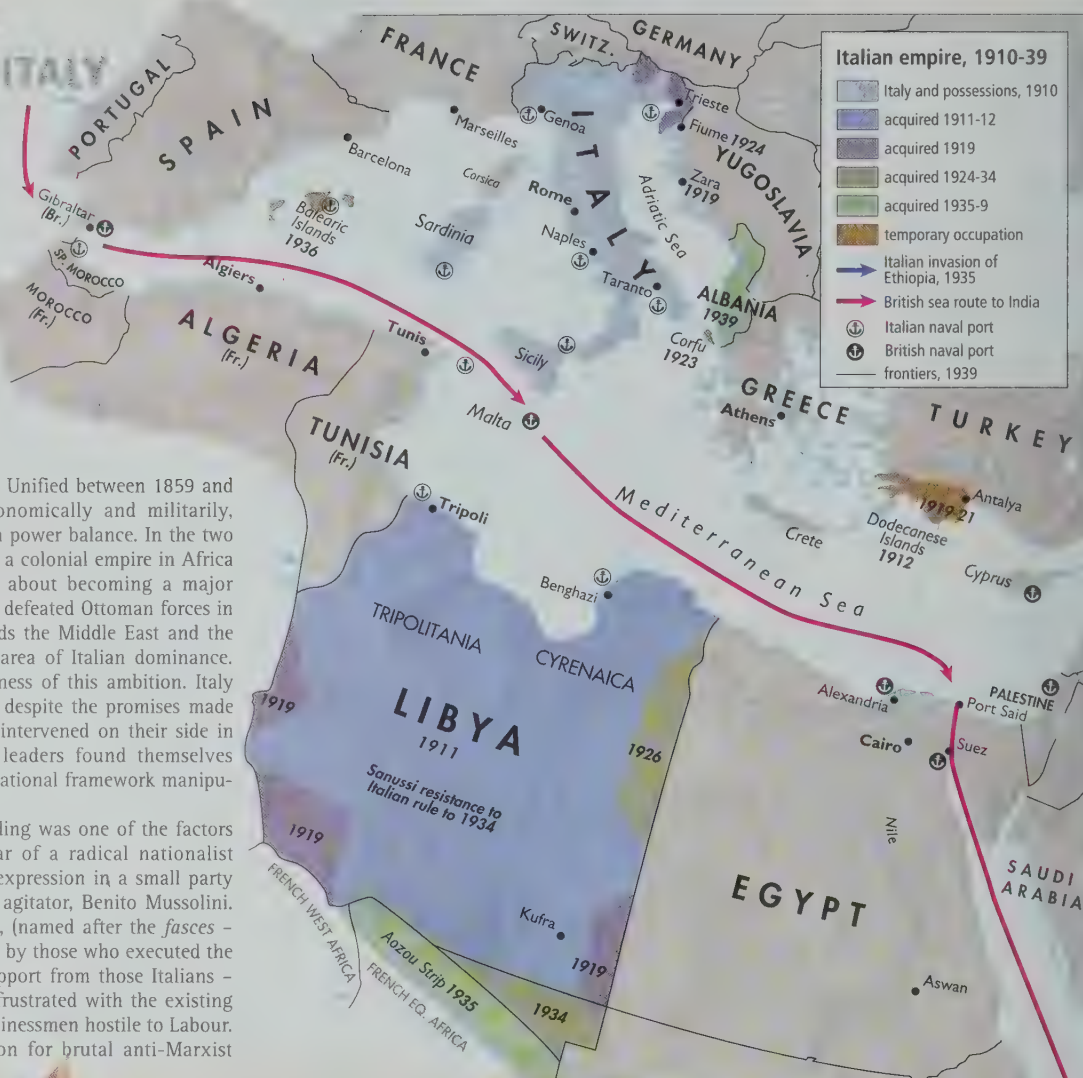 ITALY
PORTUGAL
SPAIN
FRANCE
SWITZ.
GERMANY
ITALY
YUGOSLAVIA
Gibraltar
(Br.)
SP. MOROCCO
MOROCCO
(Fr.)
Barcelona
Marseilles
Genoa
Trieste
Fiume 1924
Zara
1919
Corsica
Rome
Adriatic Sea
Balearic
Islands
1936
Sardinia
Naples
Taranto
ALBANIA
1939
Algiers
ALGERIA
(Fr.)
Tunis
Sicily
Corfu
1923
Malta
GREECE
Athens
TURKEY
TUNISIA
(Fr.)
Tripoli
Mediterranean Sea
Crete
1919-21
Antalya
Dodecanese
Islands
1912
Cyprus
Benghazi
TRIPOLITANIA
CYRENAICA
LIBYA
1911
Sanussi resistance to
Italian rule to 1934
1919
1919
1926
Alexandria
PALESTINE
Port Said
Cairo
Suez
Nile
SAUDI
ARABIA
EGYPT
Aswan
Kufra
1919
FRENCH WEST AFRICA
Aozou Strip 1935
FRENCH EQ. AFRICA
1934
Italian empire, 1910-39
Italy and possessions, 1910
acquired 1911-12
acquired 1919
acquired 1924-34
acquired 1935-9
temporary occupation
Italian invasion of
Ethiopia, 1935
British sea route to India
Italian naval port
British naval port
frontiers, 1939
Unified between 1859 and
onomically and militarily,
power balance. In the two
a colonial empire in Africa
about becoming a major
defeated Ottoman forces in
ds the Middle East and the
area of Italian dominance.
ness of this ambition. Italy
despite the promises made
intervened on their side in
leaders found themselves
ational framework manipu-
ling was one of the factors
ar of a radical nationalist
expression in a small party
agitator, Benito Mussolini.
, (named after the fasces –
by those who executed the
pport from those Italians –
frustrated with the existing
sinessmen hostile to Labour.
on for brutal anti-Marxist